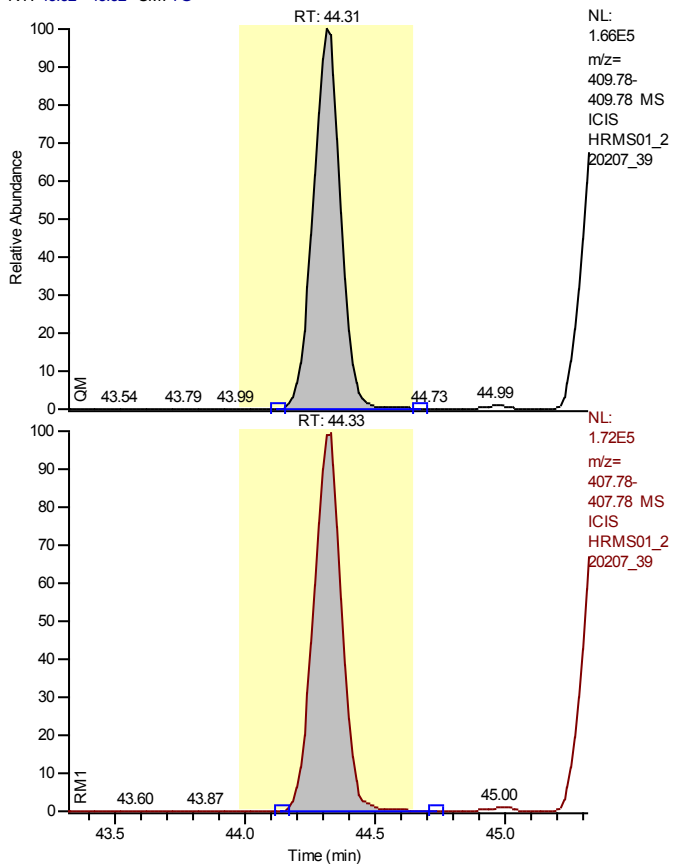 RT: 44.31
NL:
1.66E5
m/z=
409.78-
409.78 MS
ICIS
HRMS01_2
20207_39
100
90
80
70
60
50
40
30
20
10
0
Relative Abundance
QM
43.54 43.79 43.99 44.73 44.99
RT: 44.33
NL:
1.72E5
m/z=
407.78-
407.78 MS
ICIS
HRMS01_2
20207_39
100
90
80
70
60
50
40
30
20
10
0
RM1
43.60 43.87 45.00
43.5 44.0 44.5 45.0
Time (min)